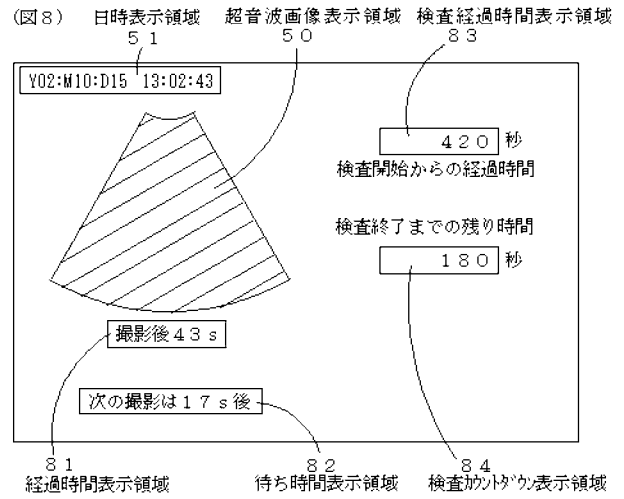 (図８) 日時表示領域 超音波画像表示領域 検査経過時間表示領域
５１ ５０ ８３
Y02:M10:D15 13:02:43
４２０ 秒
検査開始からの経過時間
検査終了までの残り時間
１８０ 秒
撮影後４３ｓ
次の撮影は１７ｓ後
８１ ８２ ８４
経過時間表示領域 待ち時間表示領域 検査ｶｳﾝﾄﾀﾞｳﾝ表示領域